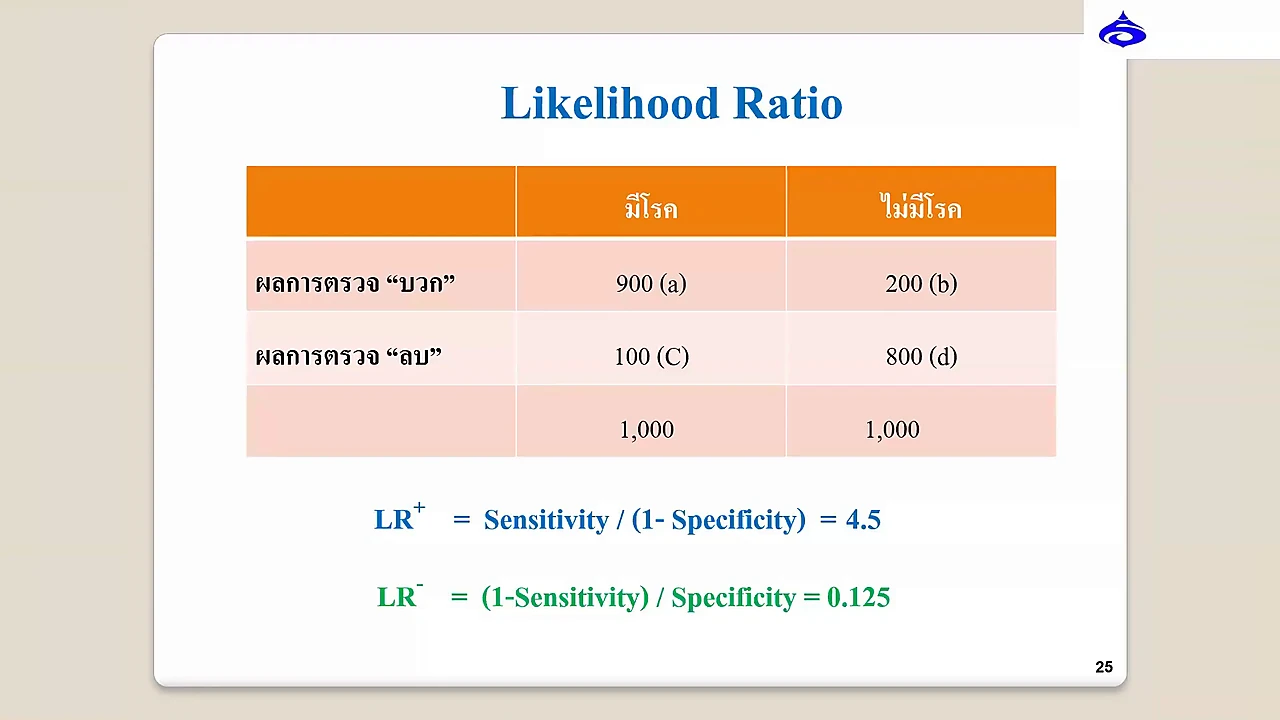 Likelihood Ratio
มีโรค ไม่มีโรค
ผลการตรวจ “บวก” 900 (a) 200 (b)
ผลการตรวจ “ลบ” 100 (C) 800 (d)
1,000 1,000
LR+ = Sensitivity / (1- Specificity) = 4.5
LR- = (1-Sensitivity) / Specificity = 0.125
25